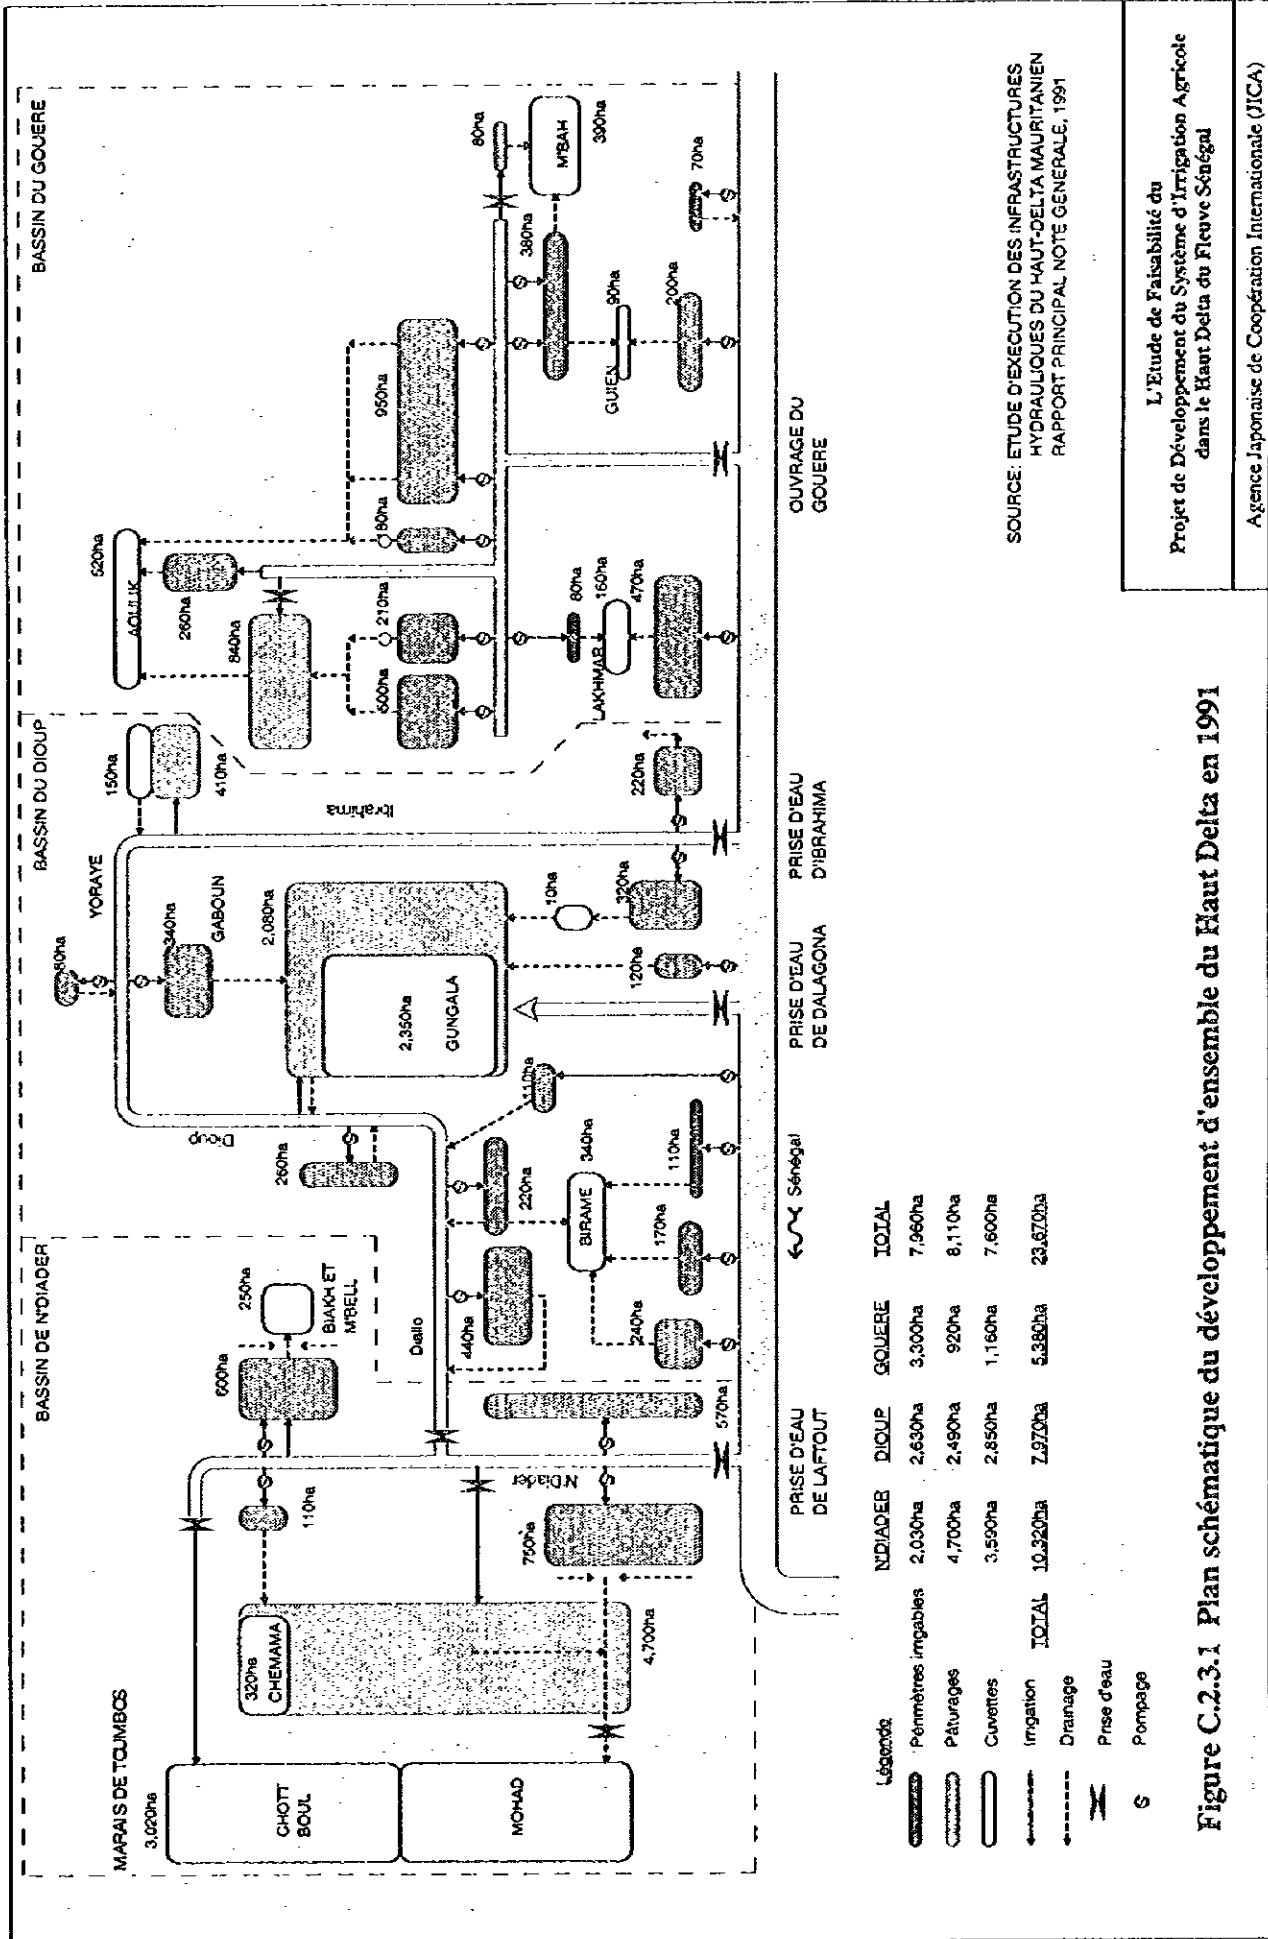 BASSIN DE N'DIADER
BASSIN DU DIOUP
BASSIN DU GOUERE
MARAIS DE TOUMBOS
3,020ha
CHOTT
BOUL
MOHAD
320ha
CHEMAMA
4,700ha
110ha
600ha
250ha
BIAKH ET
M'BELL
750ha
N'Diader
570ha
Diallo
440ha
220ha
240ha
BIRAME
340ha
170ha
110ha
110ha
Dioup
260ha
YORAYE
80ha
340ha
GABOUN
2,080ha
2,350ha
GUNGALA
120ha
10ha
320ha
220ha
Ibrahima
150ha
410ha
520ha
AOULIK
260ha
840ha
600ha
210ha
80ha
950ha
LAKHMAR
80ha
160ha
470ha
380ha
80ha
M'BAH
390ha
GUIEN
90ha
200ha
70ha
PRISE D'EAU
DE LAFTOUT
Sénégal
PRISE D'EAU
DE DALAGONA
PRISE D'EAU
D'IBRAHIMA
OUVRAGE DU
GOUERE
Légende
N'DIADER DIOUP GOUERE TOTAL
Périmètres irrigables 2,030ha 2,630ha 3,300ha 7,960ha
Pâturages 4,700ha 2,490ha 920ha 8,110ha
Cuvettes 3,590ha 2,850ha 1,160ha 7,600ha
Irrigation
TOTAL 10,320ha 7,970ha 5,380ha 23,670ha
Drainage
Prise d'eau
Pompage
SOURCE: ETUDE D'EXECUTION DES INFRASTRUCTURES
HYDRAULIQUES DU HAUT-DELTA MAURITANIEN
RAPPORT PRINCIPAL NOTE GENERALE, 1991
Figure C.2.3.1 Plan schématique du développement d'ensemble du Haut Delta en 1991
L'Etude de Faisabilité du
Projet de Développement du Système d'Irrigation Agricole
dans le Haut Delta du Fleuve Sénégal
Agence Japonaise de Coopération Internationale (JICA)